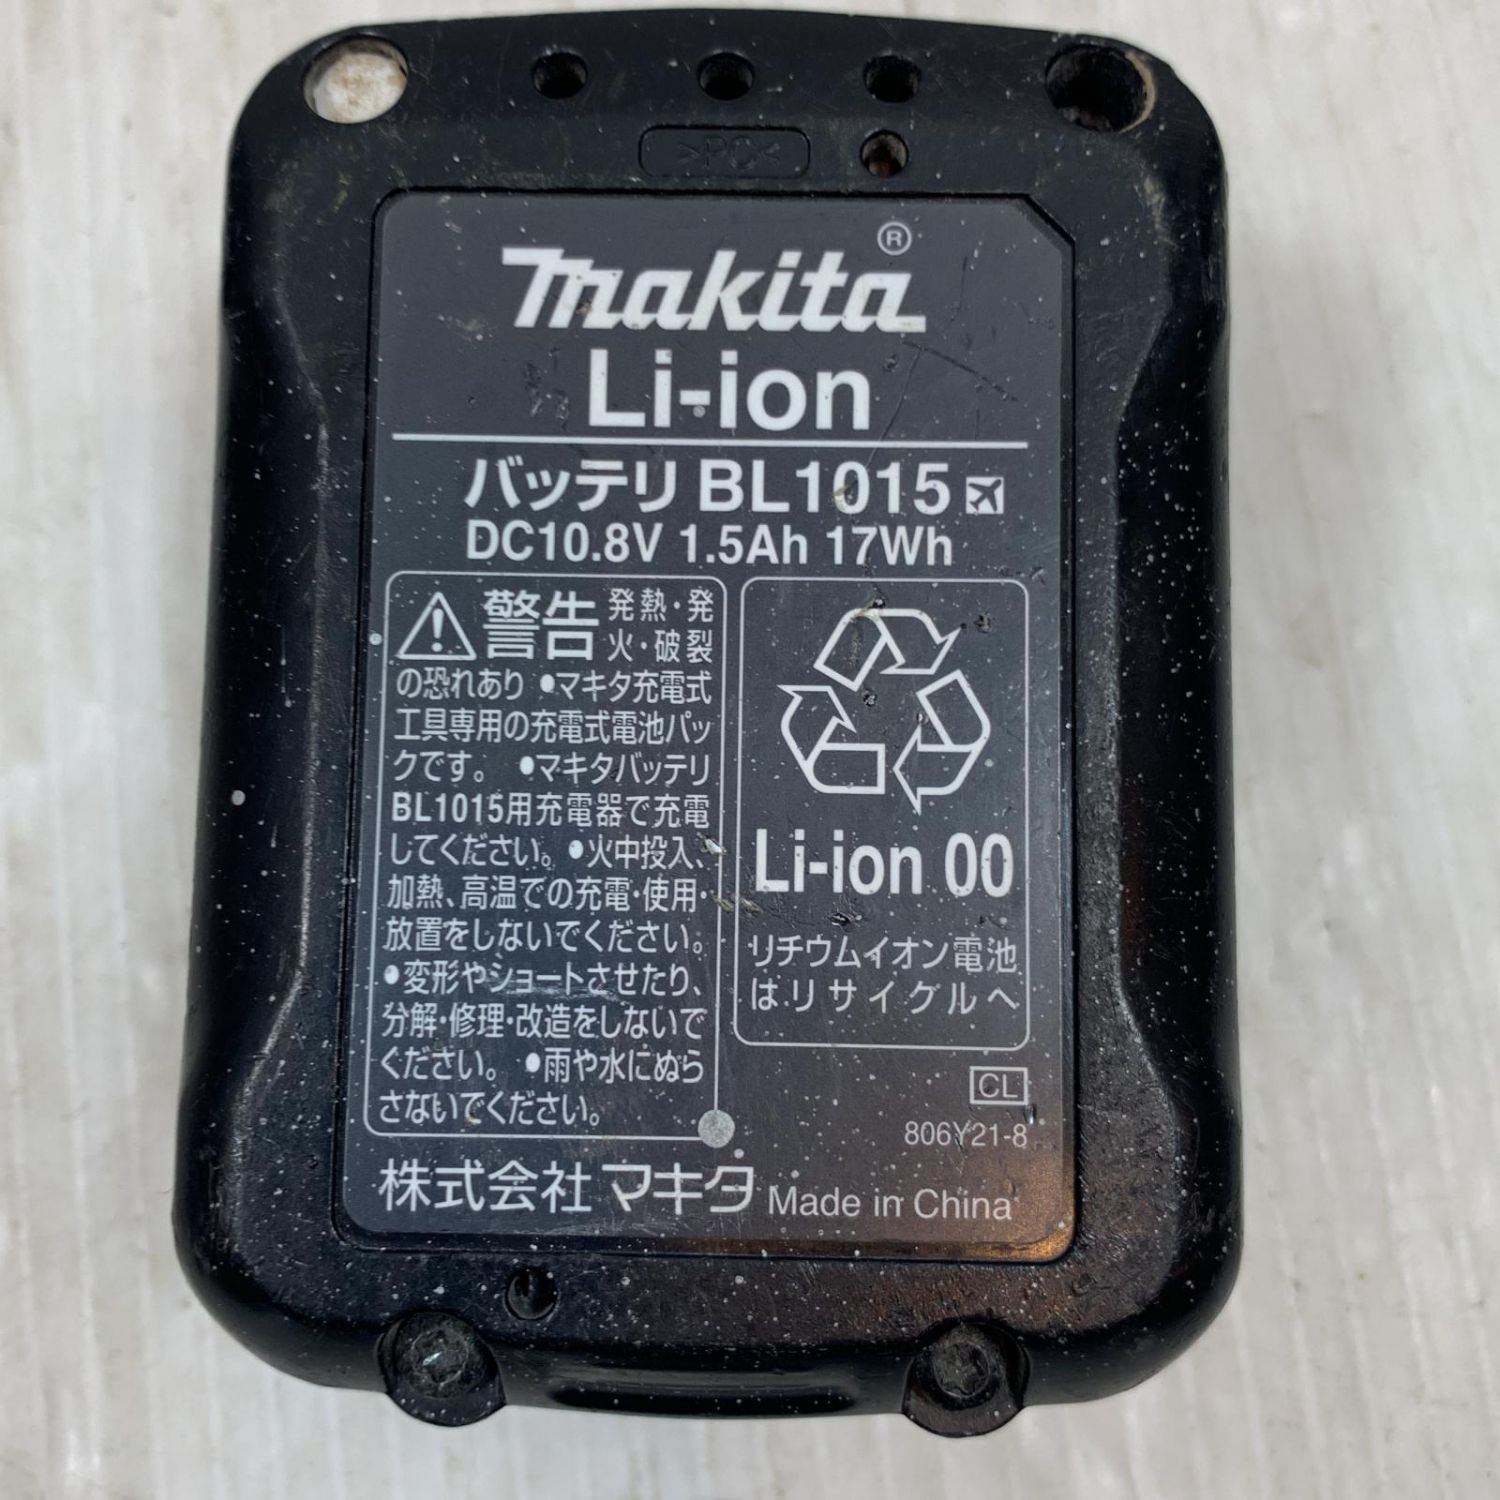 >PC<
makita®
Li-ion
バッテリ BL1015
DC10.8V 1.5Ah 17Wh
警告 発熱・発
火・破裂
の恐れあり ●マキタ充電式
工具専用の充電式電池パッ
クです。 ●マキタバッテリ
BL1015用充電器で充電
してください。●火中投入、
加熱、高温での充電・使用・
放置をしないでください。
●変形やショートさせたり、
分解・修理・改造をしないで
ください。 ●雨や水にぬら
さないでください。
Li-ion 00
リチウムイオン電池
はリサイクルへ
CL
806Y21-8
株式会社 マキタ Made in China